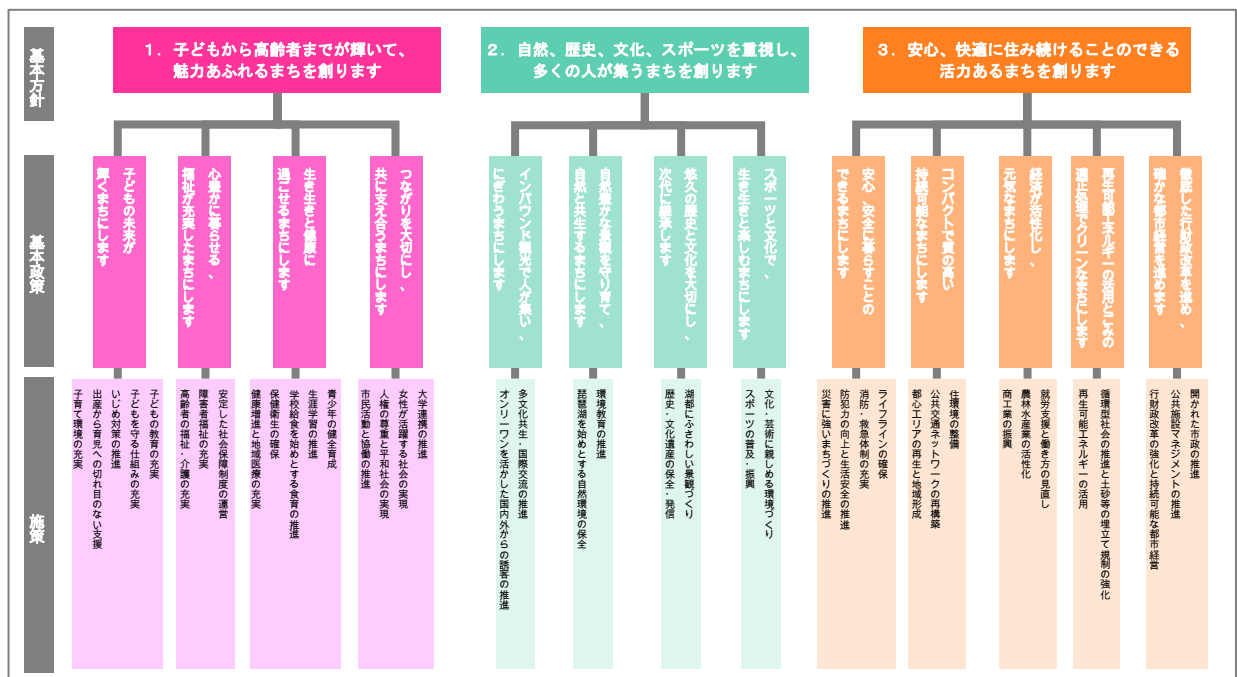 基本方針
1．子どもから高齢者までが輝いて、
魅力あふれるまちを創ります
2．自然、歴史、文化、スポーツを重視し、
多くの人が集うまちを創ります
3．安心、快適に住み続けることのできる
活力あるまちを創ります
基本政策
子どもの未来が
輝くまちにします
心豊かに暮らせる、
福祉が充実したまちにします
生き生きと健康に
過ごせるまちにします
つながりを大切にし、
共に支え合うまちにします
インバウンド観光で人が集い、
にぎわうまちにします
自然豊かな景観を守り育て、
自然と共生するまちにします
悠久の歴史と文化を大切にし、
次代に継承します
スポーツと文化で、
生き生きと楽しむまちにします
安心、安全に暮らすことの
できるまちにします
コンパクトで質の高い
持続可能なまちにします
経済が活性化し、
元気なまちにします
再生可能エネルギーの活用とごみの
適正処理でクリーンなまちにします
徹底した行財政改革を進め、
確かな都市経営を進めます
施策
子どもの教育の充実
子どもを守る仕組みの充実
いじめ対策の推進
出産から育児への切れ目のない支援
子育て環境の充実
安定した社会保障制度の運営
障害者福祉の充実
高齢者の福祉・介護の充実
青少年の健全育成
生涯学習の推進
学校給食を始めとする食育の推進
保健衛生の確保
健康増進と地域医療の充実
大学連携の推進
女性が活躍する社会の実現
人権の尊重と平和社会の実現
市民活動と協働の推進
多文化共生・国際交流の推進
オンリーワンを活かした国内外からの誘客の推進
環境教育の推進
琵琶湖を始めとする自然環境の保全
湖都にふさわしい景観づくり
歴史・文化遺産の保全・発信
文化・芸術に親しめる環境づくり
スポーツの普及・振興
ライフラインの確保
消防・救急体制の充実
防犯力の向上と生活安全の推進
災害に強いまちづくりの推進
住環境の整備
公共交通ネットワークの再構築
都心エリアの再生と地域形成
就労支援と働き方の見直し
農林水産業の活性化
商工業の振興
循環型社会の推進と土砂等の埋立て規制の強化
再生可能エネルギーの活用
開かれた市政の推進
公共施設マネジメントの推進
行財政改革の強化と持続可能な都市経営